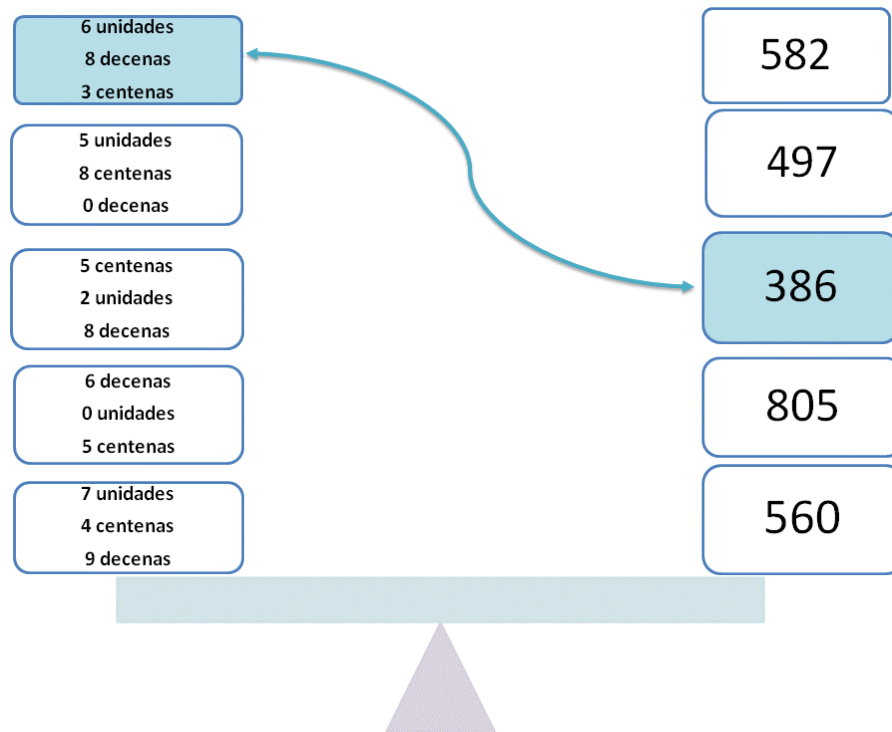 6 unidades
8 decenas
3 centenas
5 unidades
8 centenas
0 decenas
5 centenas
2 unidades
8 decenas
6 decenas
0 unidades
5 centenas
7 unidades
4 centenas
9 decenas
582
497
386
805
560